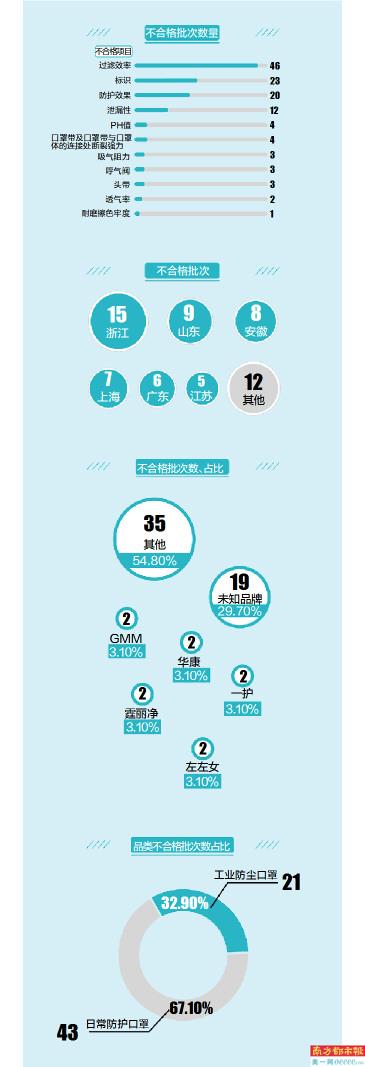 不合格批次数量
不合格项目
过滤效率 46
标识 23
防护效果 20
泄漏性 12
PH值 4
口罩带及口罩带与口罩
体的连接处断裂强力 4
吸气阻力 3
呼气阀 3
头带 3
透气率 2
耐磨擦色牢度 1
不合格批次
15
浙江
9
山东
8
安徽
7
上海
6
广东
5
江苏
12
其他
不合格批次数、占比
35
其他
54.80%
19
未知品牌
29.70%
2
GMM
3.10%
2
华康
3.10%
2
一护
3.10%
2
霆丽净
3.10%
2
左左女
3.10%
品类不合格批次数占比
工业防尘口罩 21
32.90%
67.10%
43 日常防护口罩
南方都市报
奥一网